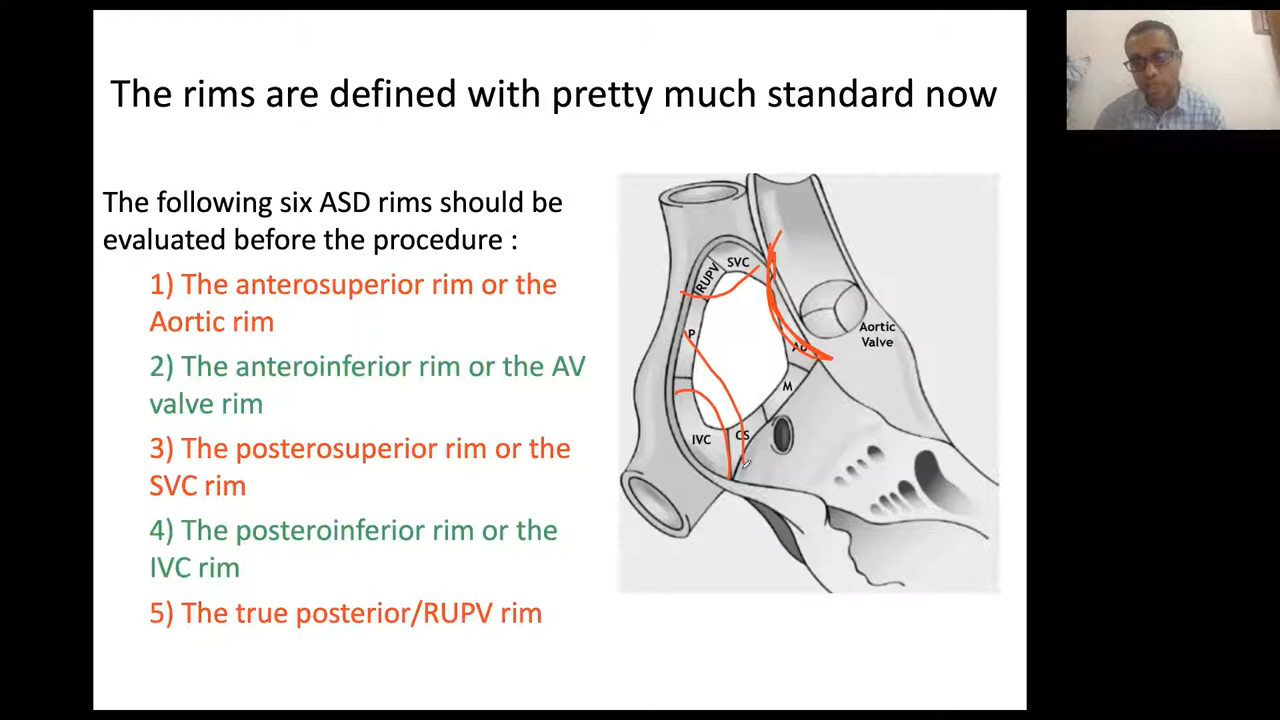 The rims are defined with pretty much standard now
The following six ASD rims should be
evaluated before the procedure :
1) The anterosuperior rim or the
Aortic rim
2) The anteroinferior rim or the AV
valve rim
3) The posterosuperior rim or the
SVC rim
4) The posteroinferior rim or the
IVC rim
5) The true posterior/RUPV rim
SVC
RUPV
P
Ao
Aortic
Valve
M
IVC
CS